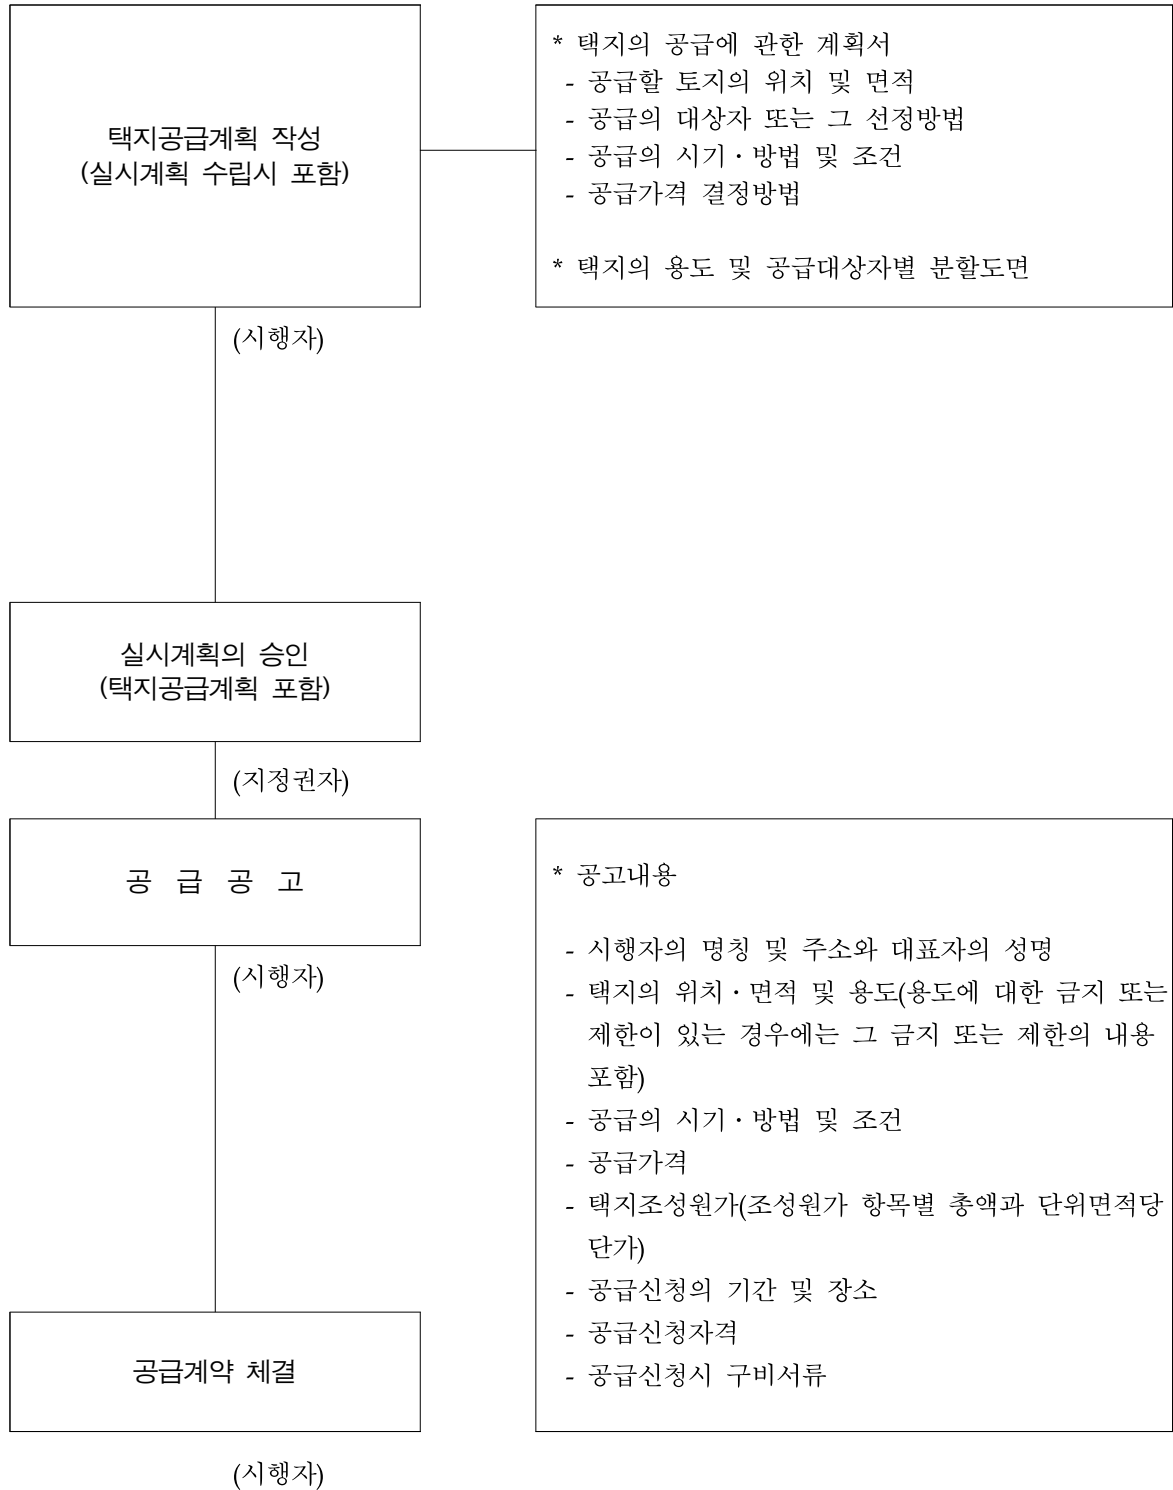 택지공급계획 작성
(실시계획 수립시 포함)
* 택지의 공급에 관한 계획서
- 공급할 토지의 위치 및 면적
- 공급의 대상자 또는 그 선정방법
- 공급의 시기·방법 및 조건
- 공급가격 결정방법
* 택지의 용도 및 공급대상자별 분할도면
(시행자)
실시계획의 승인
(택지공급계획 포함)
(지정권자)
공 급 공 고
(시행자)
* 공고내용
- 시행자의 명칭 및 주소와 대표자의 성명
- 택지의 위치·면적 및 용도(용도에 대한 금지 또는
제한이 있는 경우에는 그 금지 또는 제한의 내용
포함)
- 공급의 시기·방법 및 조건
- 공급가격
- 택지조성원가(조성원가 항목별 총액과 단위면적당
단가)
- 공급신청의 기간 및 장소
- 공급신청자격
- 공급신청시 구비서류
공급계약 체결
(시행자)